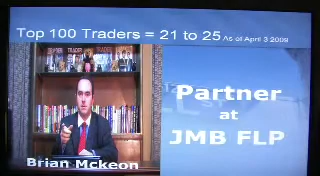 Top 100 Traders = 21 to 25 As of April 3 2009
Partner
at
JMB FLP
Brian Mckeon